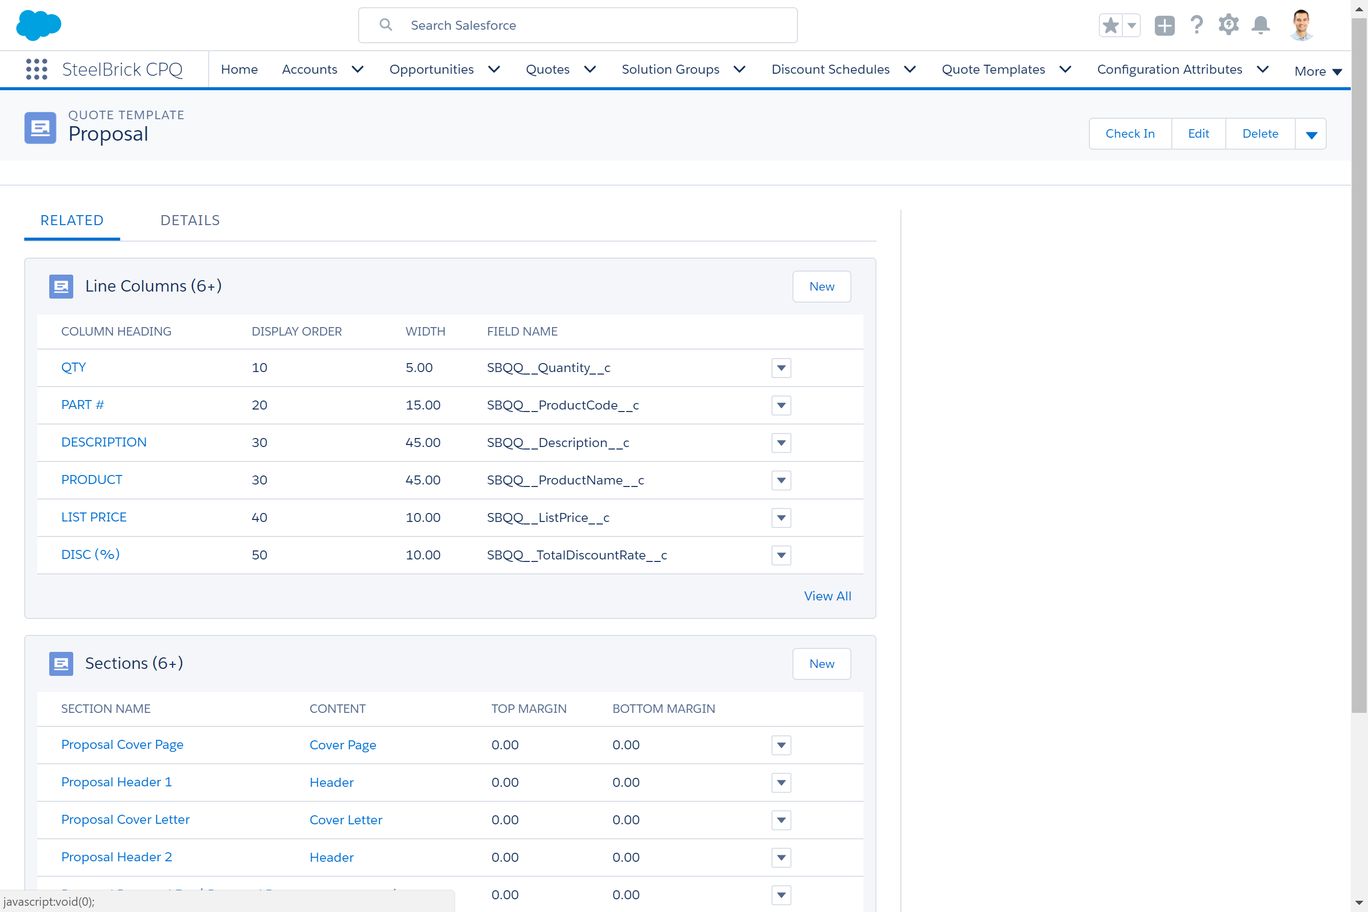 Search Salesforce
SteelBrick CPQ Home Accounts Opportunities Quotes Solution Groups Discount Schedules Quote Templates Configuration Attributes More
QUOTE TEMPLATE
Proposal
Check In Edit Delete
RELATED DETAILS
Line Columns (6+) New
COLUMN HEADING DISPLAY ORDER WIDTH FIELD NAME
QTY 10 5.00 SBQQ__Quantity__c
PART # 20 15.00 SBQQ__ProductCode__c
DESCRIPTION 30 45.00 SBQQ__Description__c
PRODUCT 30 45.00 SBQQ__ProductName__c
LIST PRICE 40 10.00 SBQQ__ListPrice__c
DISC (%) 50 10.00 SBQQ__TotalDiscountRate__c
View All
Sections (6+) New
SECTION NAME CONTENT TOP MARGIN BOTTOM MARGIN
Proposal Cover Page Cover Page 0.00 0.00
Proposal Header 1 Header 0.00 0.00
Proposal Cover Letter Cover Letter 0.00 0.00
Proposal Header 2 Header 0.00 0.00
0.00 0.00
javascript:void(0);